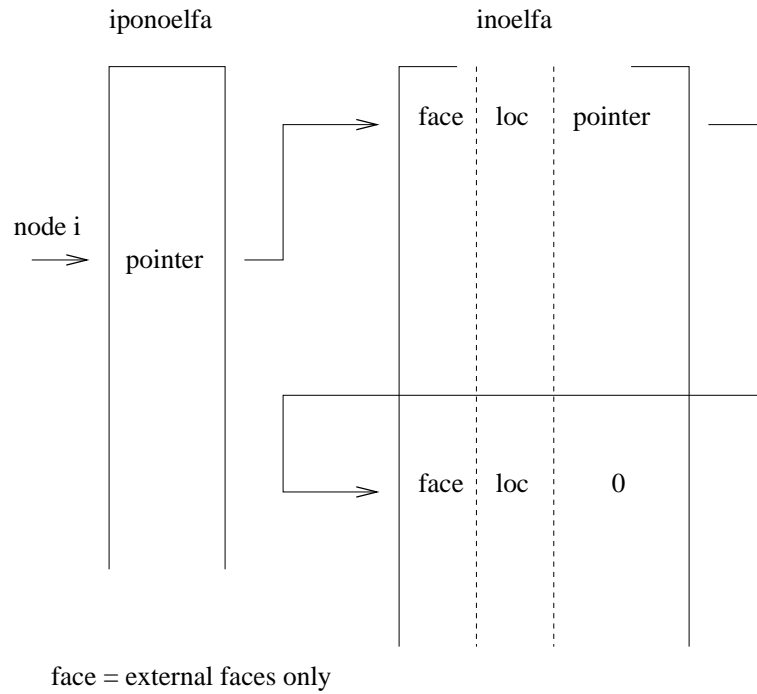 iponoelfa
inoelfa
face loc pointer
node i
pointer
face loc 0
face = external faces only